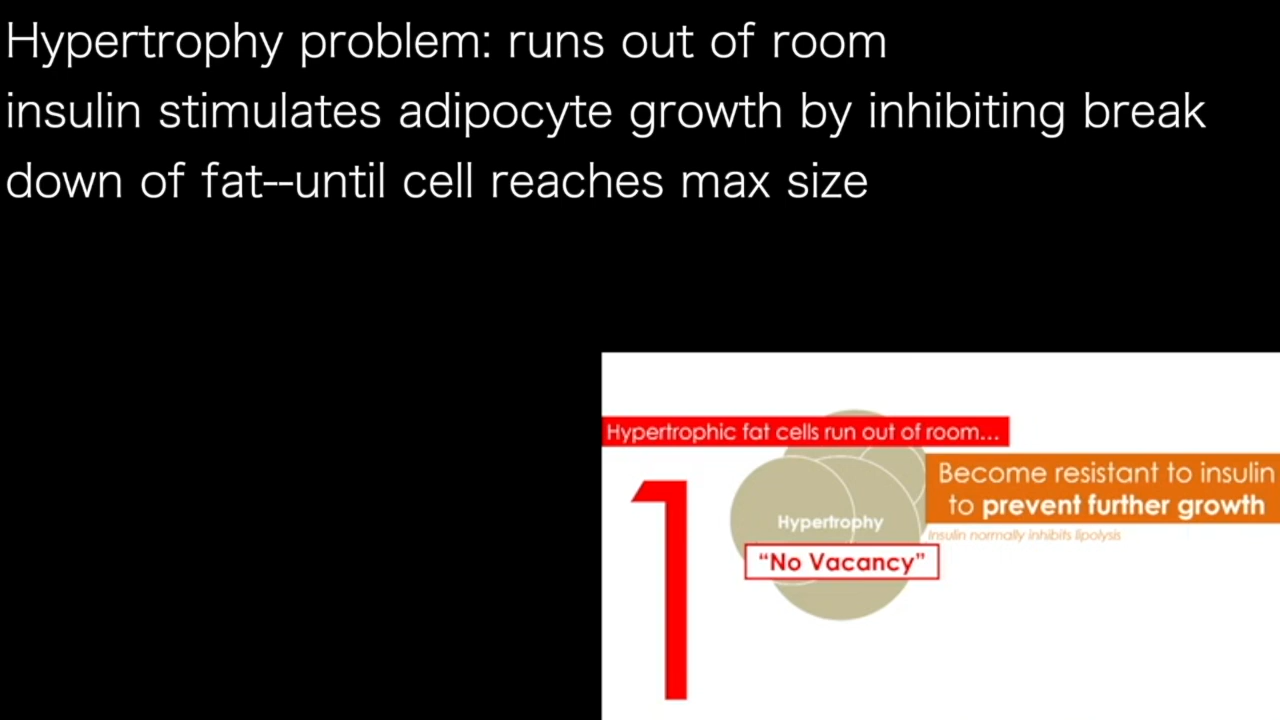 Hypertrophy problem: runs out of room
insulin stimulates adipocyte growth by inhibiting break
down of fat--until cell reaches max size
Hypertrophic fat cells run out of room...
1
Become resistant to insulin
to prevent further growth
Insulin normally inhibits lipolysis
Hypertrophy
“No Vacancy”